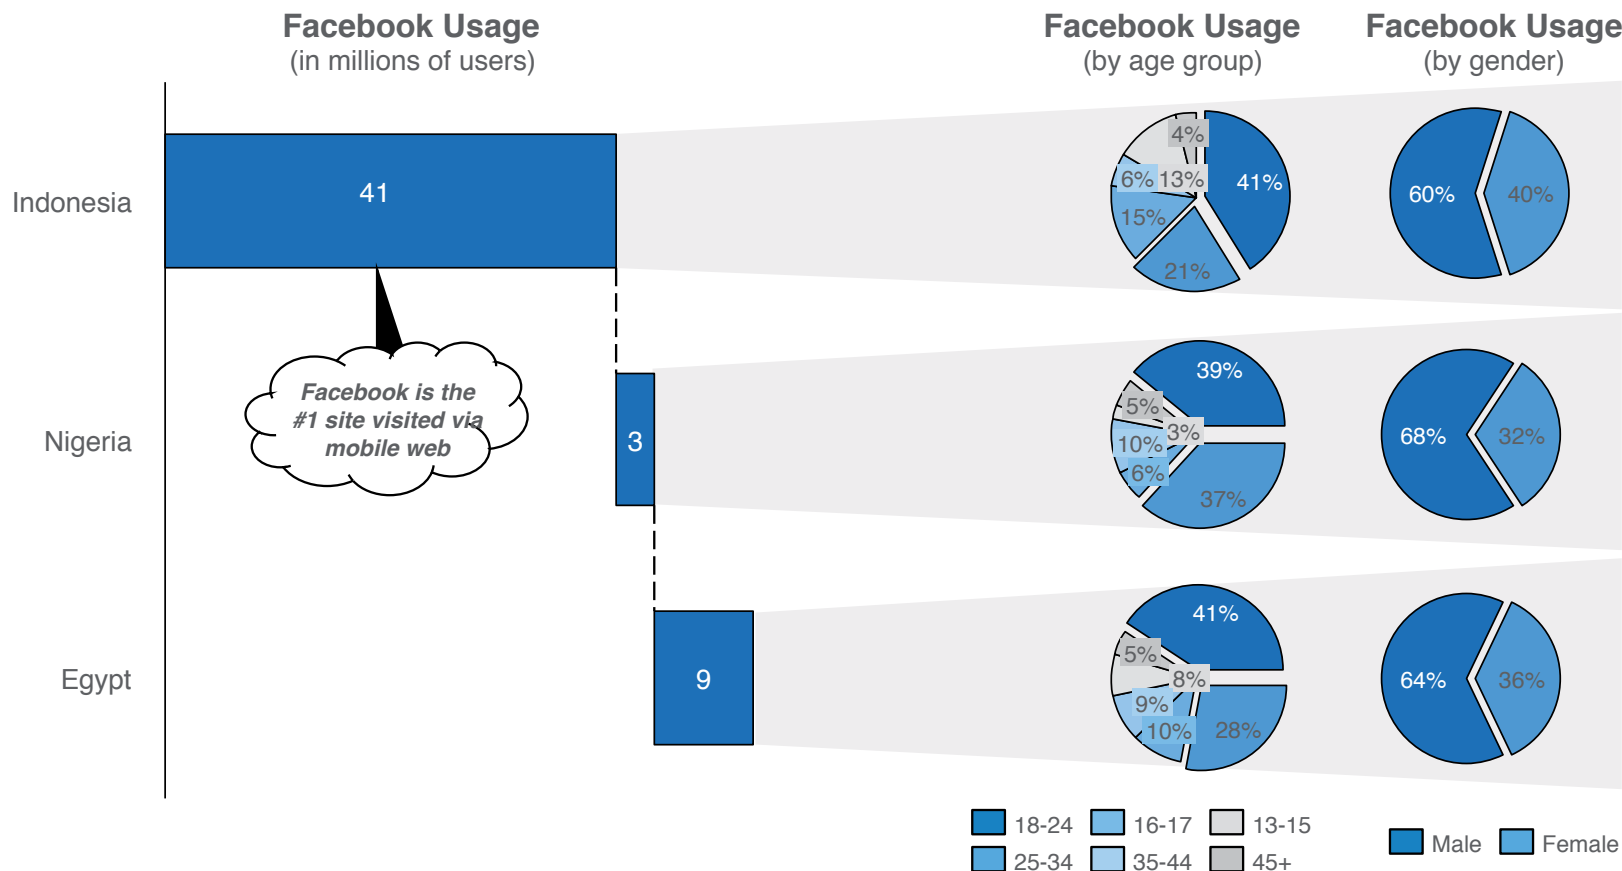 Facebook Usage
(in millions of users)
Facebook Usage
(by age group)
Facebook Usage
(by gender)
Indonesia
41
4%
6%
13%
41%
15%
21%
60%
40%
Facebook is the
#1 site visited via
mobile web
Nigeria
3
39%
5%
3%
10%
6%
37%
68%
32%
Egypt
9
41%
5%
8%
9%
10%
28%
64%
36%
18-24
16-17
13-15
25-34
35-44
45+
Male
Female